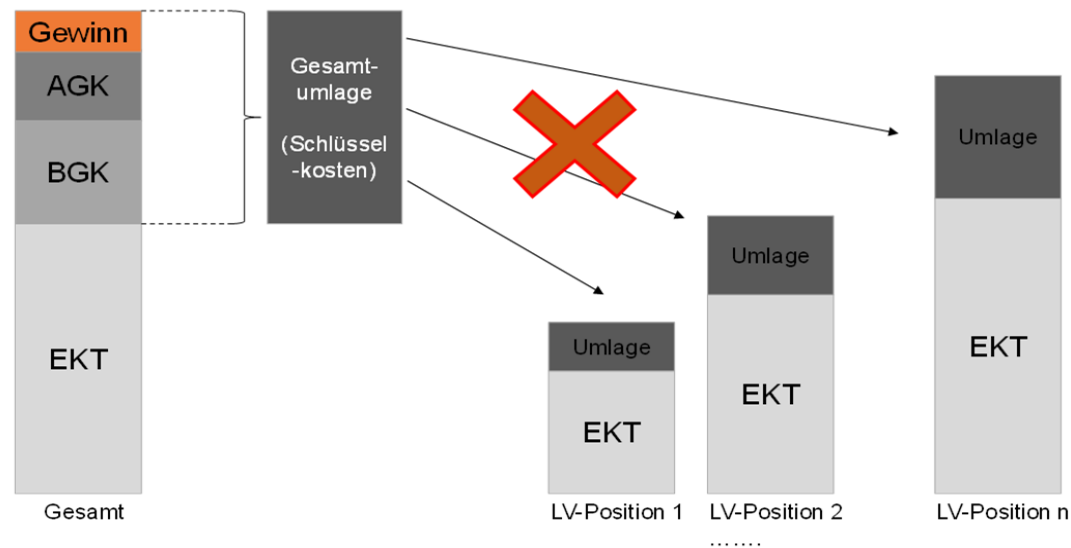 Gewinn
AGK
BGK
EKT
Gesamt
Gesamt-
umlage
(Schlüssel
-kosten)
Umlage
EKT
LV-Position 1
Umlage
EKT
LV-Position 2
…….
Umlage
EKT
LV-Position n